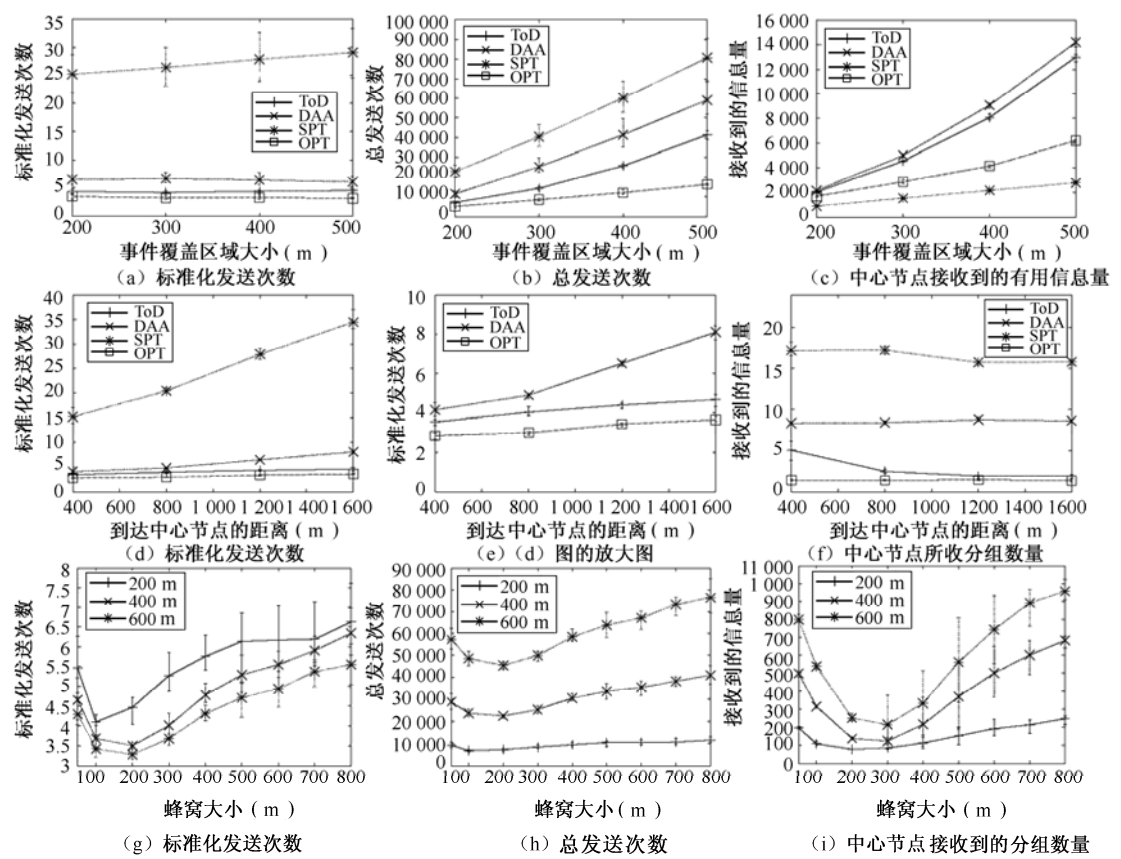 标准化发送次数
35
30
25
20
15
10
5
0
ToD
DAA
SPT
OPT
200 300 400 500
事件覆盖区域大小(m)
(a)标准化发送次数
总发送次数
100 000
90 000
80 000
70 000
60 000
50 000
40 000
30 000
20 000
10 000
0
ToD
DAA
SPT
OPT
200 300 400 500
事件覆盖区域大小(m)
(b)总发送次数
接收到的信息量
16 000
14 000
12 000
10 000
8 000
6 000
4 000
2 000
0
ToD
DAA
SPT
OPT
200 300 400 500
事件覆盖区域大小(m)
(c)中心节点接收到的有用信息量
标准化发送次数
40
35
30
25
20
15
10
5
0
ToD
DAA
SPT
OPT
400 600 800 1 000 1 200 1 400 1 600
到达中心节点的距离(m)
(d)标准化发送次数
标准化发送次数
10
8
6
4
2
0
ToD
DAA
OPT
400 600 800 1 000 1 200 1 400 1 600
到达中心节点的距离(m)
(e)(d)图的放大图
接收到的信息量
20
15
10
5
0
ToD
DAA
SPT
OPT
400 600 800 1 000 1 200 1 400 1 600
到达中心节点的距离(m)
(f)中心节点所收分组数量
标准化发送次数
8
7.5
7
6.5
6
5.5
5
4.5
4
3.5
3
200 m
400 m
600 m
100 200 300 400 500 600 700 800
蜂窝大小(m)
(g)标准化发送次数
总发送次数
90 000
80 000
70 000
60 000
50 000
40 000
30 000
20 000
10 000
0
200 m
400 m
600 m
100 200 300 400 500 600 700 800
蜂窝大小(m)
(h)总发送次数
接收到的信息量
11 000
1 000
900
800
700
600
500
400
300
200
100
0
200 m
400 m
600 m
100 200 300 400 500 600 700 800
蜂窝大小(m)
(i)中心节点接收到的分组数量